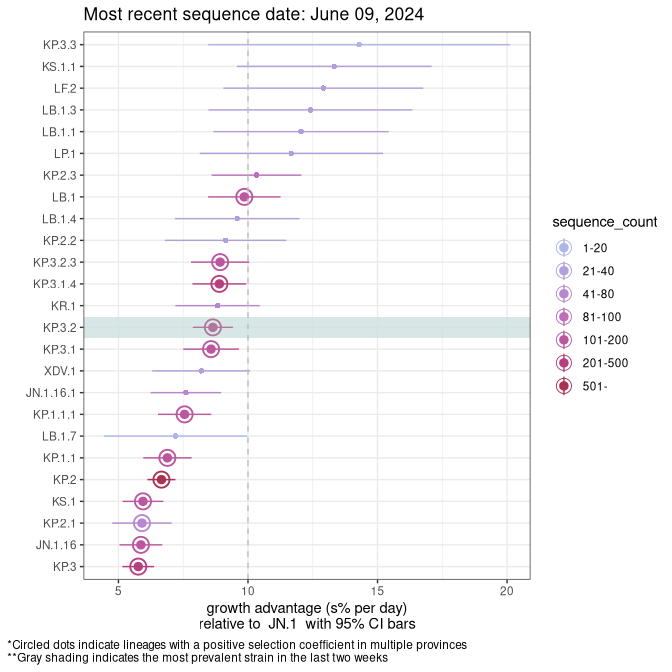 Most recent sequence date: June 09, 2024
KP.3.3
KS.1.1
LF.2
LB.1.3
LB.1.1
LP.1
KP.2.3
LB.1
LB.1.4
KP.2.2
KP.3.2.3
KP.3.1.4
KR.1
KP.3.2
KP.3.1
XDV.1
JN.1.16.1
KP.1.1.1
LB.1.7
KP.1.1
KP.2
KS.1
KP.2.1
JN.1.16
KP.3
5 10 15 20
growth advantage (s% per day)
relative to JN.1 with 95% CI bars
sequence_count
1-20
21-40
41-80
81-100
101-200
201-500
501-
*Circled dots indicate lineages with a positive selection coefficient in multiple provinces
**Gray shading indicates the most prevalent strain in the last two weeks